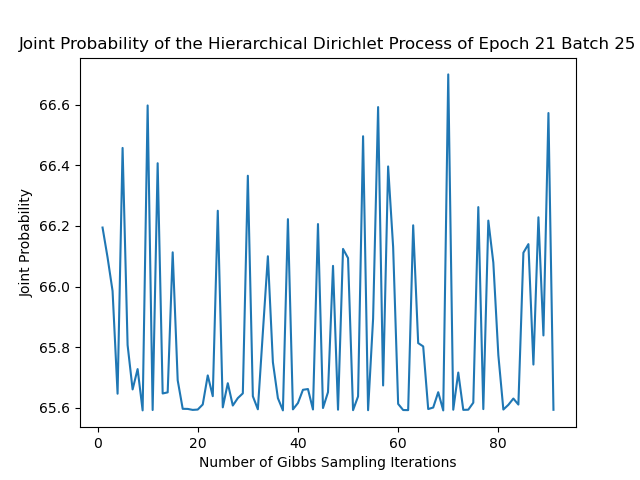 Joint Probability of the Hierarchical Dirichlet Process of Epoch 21 Batch 25
66.6
66.4
66.2
66.0
65.8
65.6
Joint Probability
0 20 40 60 80
Number of Gibbs Sampling Iterations